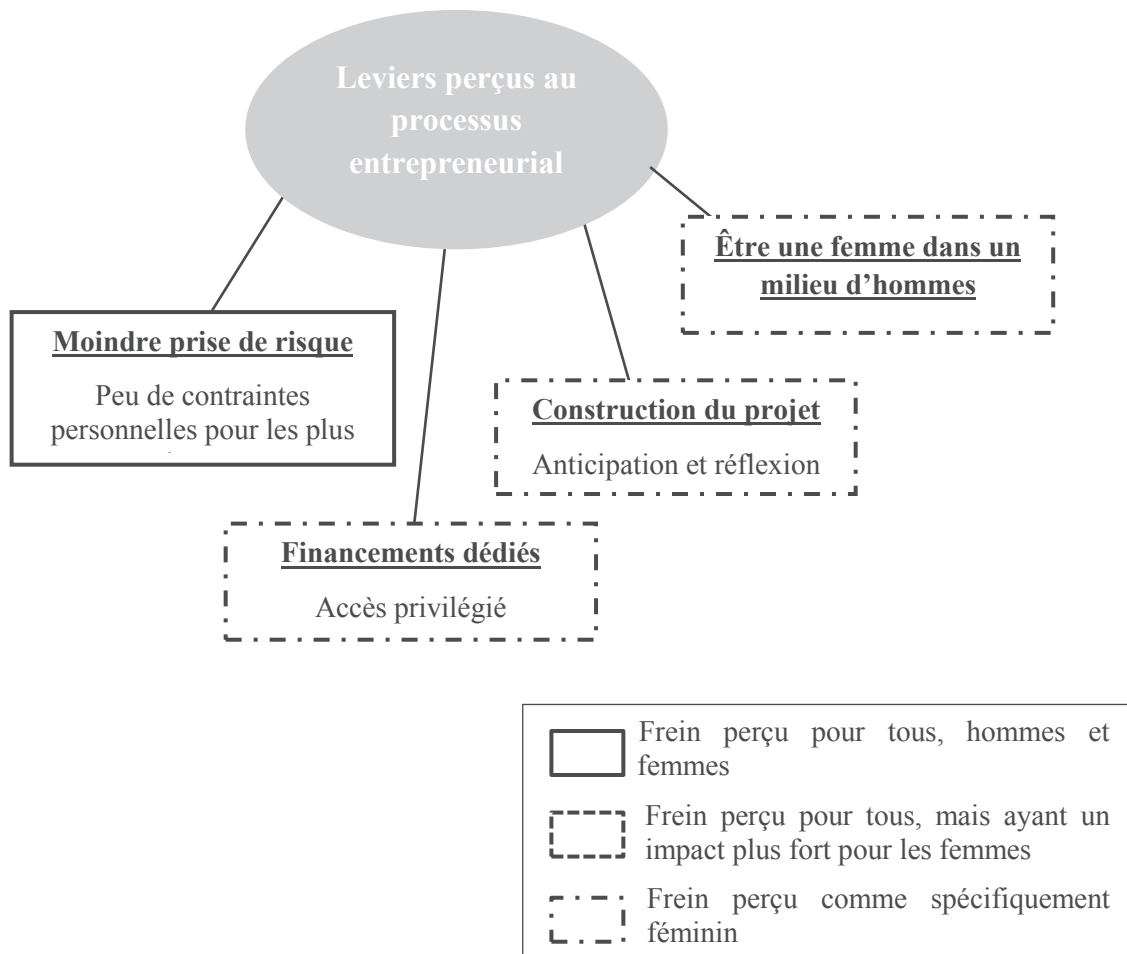 Leviers perçus au
processus
entrepreneurial
Être une femme dans un
milieu d’hommes
Moindre prise de risque
Peu de contraintes
personnelles pour les plus
Construction du projet
Anticipation et réflexion
Financements dédiés
Accès privilégié
Frein perçu pour tous, hommes et
femmes
Frein perçu pour tous, mais ayant un
impact plus fort pour les femmes
Frein perçu comme spécifiquement
féminin